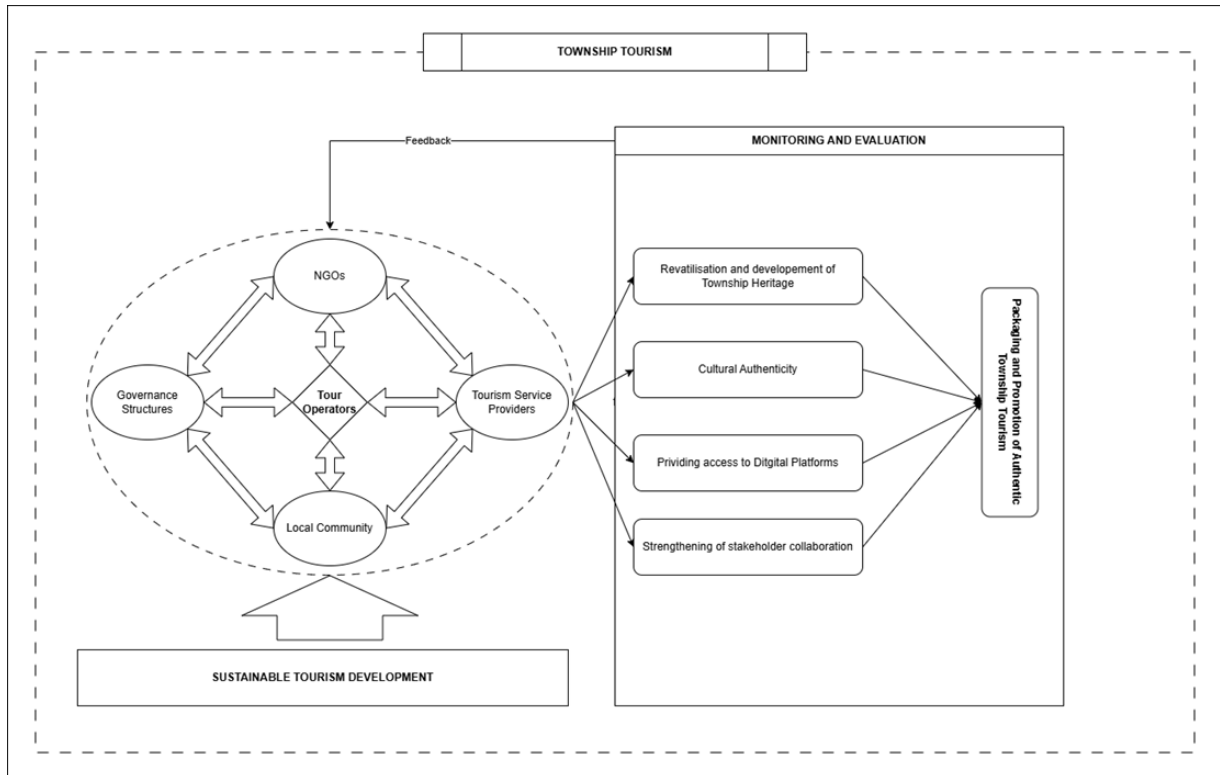 TOWNSHIP TOURISM
Feedback
MONITORING AND EVALUATION
NGOs
Governance
Structures
Tour
Operators
Tourism Service
Providers
Local Community
SUSTAINABLE TOURISM DEVELOPMENT
Revatilisation and developement of
Township Heritage
Cultural Authenticity
Prividing access to Ditgital Platforms
Strengthening of stakeholder collaboration
Packaging and Promotion of Authentic
Township Tourism